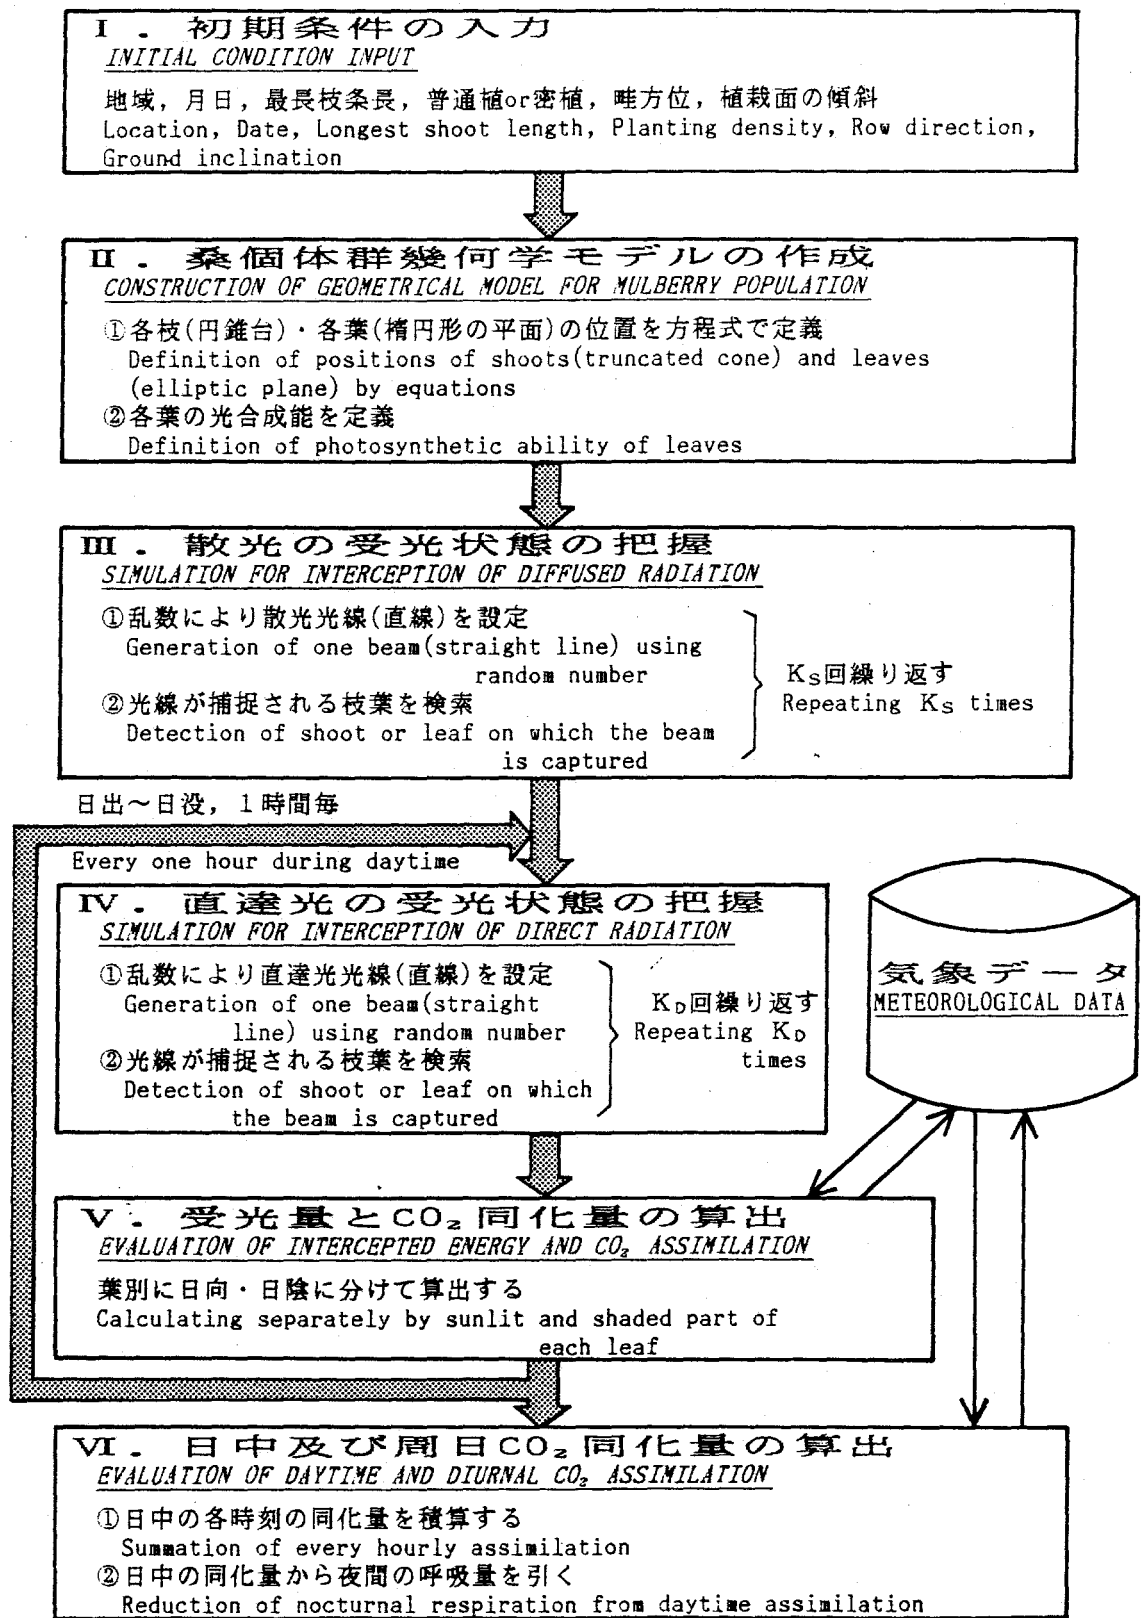 I．初期条件の入力
INITIAL CONDITION INPUT
地域，月日，最長枝条長，普通植or密植，畦方位，植栽面の傾斜
Location, Date, Longest shoot length, Planting density, Row direction,
Ground inclination
II．桑個体群幾何学モデルの作成
CONSTRUCTION OF GEOMETRICAL MODEL FOR MULBERRY POPULATION
①各枝(円錐台)・各葉(楕円形の平面)の位置を方程式で定義
Definition of positions of shoots(truncated cone) and leaves
(elliptic plane) by equations
②各葉の光合成能を定義
Definition of photosynthetic ability of leaves
III．散光の受光状態の把握
SIMULATION FOR INTERCEPTION OF DIFFUSED RADIATION
①乱数により散光光線(直線)を設定
Generation of one beam(straight line) using
random number
②光線が捕捉される枝葉を検索
Detection of shoot or leaf on which the beam
is captured
KS回繰り返す
Repeating KS times
日出～日没，1時間毎
Every one hour during daytime
IV．直達光の受光状態の把握
SIMULATION FOR INTERCEPTION OF DIRECT RADIATION
①乱数により直達光光線(直線)を設定
Generation of one beam(straight
line) using random number
②光線が捕捉される枝葉を検索
Detection of shoot or leaf on which
the beam is captured
KD回繰り返す
Repeating KD
times
気象データ
METEOROLOGICAL DATA
V．受光量とCO₂同化量の算出
EVALUATION OF INTERCEPTED ENERGY AND CO₂ ASSIMILATION
葉別に日向・日陰に分けて算出する
Calculating separately by sunlit and shaded part of
each leaf
VI．日中及び周日CO₂同化量の算出
EVALUATION OF DAYTIME AND DIURNAL CO₂ ASSIMILATION
①日中の各時刻の同化量を積算する
Summation of every hourly assimilation
②日中の同化量から夜間の呼吸量を引く
Reduction of nocturnal respiration from daytime assimilation